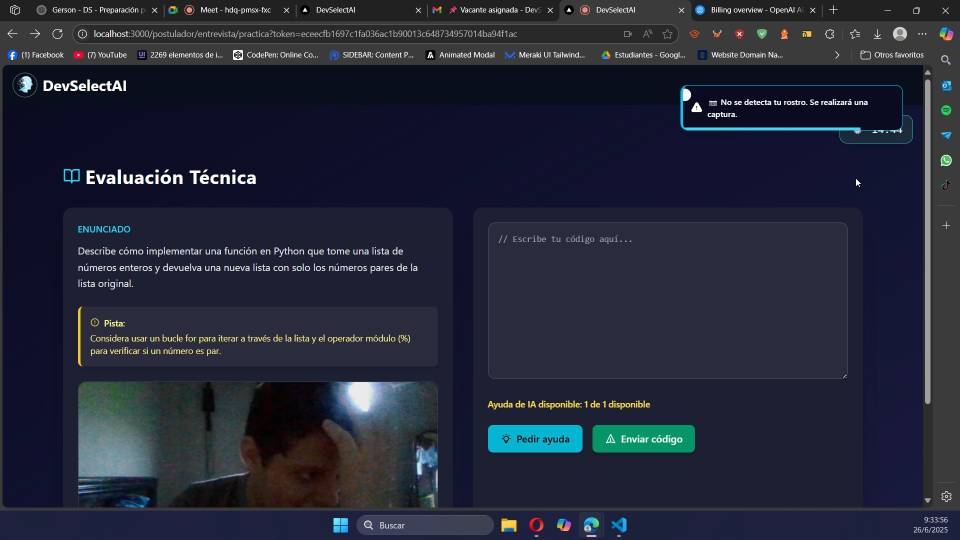 Gerson - DS - Preparación p
Meet - hdq-pmsx-fxc
DevSelectAI
Vacante asignada - DevS
DevSelectAI
Billing overview - OpenAI A
localhost:3000/postulador/entrevista/practica?token=eceecfb1697c1fa036ac1b90013c648734957014ba94f1ac
(1) Facebook
(7) YouTube
2269 elementos de i...
CodePen: Online Co...
SIDEBAR: Content P...
Animated Modal
Meraki UI Tailwind...
Estudiantes - Googl...
Website Domain Na...
Otros favoritos
DevSelectAI
No se detecta tu rostro. Se realizará una
captura.
14:44
Evaluación Técnica
ENUNCIADO
Describe cómo implementar una función en Python que tome una lista de
números enteros y devuelva una nueva lista con solo los números pares de la
lista original.
Pista:
Considera usar un bucle for para iterar a través de la lista y el operador módulo (%)
para verificar si un número es par.
// Escribe tu código aquí...
Ayuda de IA disponible: 1 de 1 disponible
Pedir ayuda
Enviar código
Buscar
9:33:56
26/6/2025